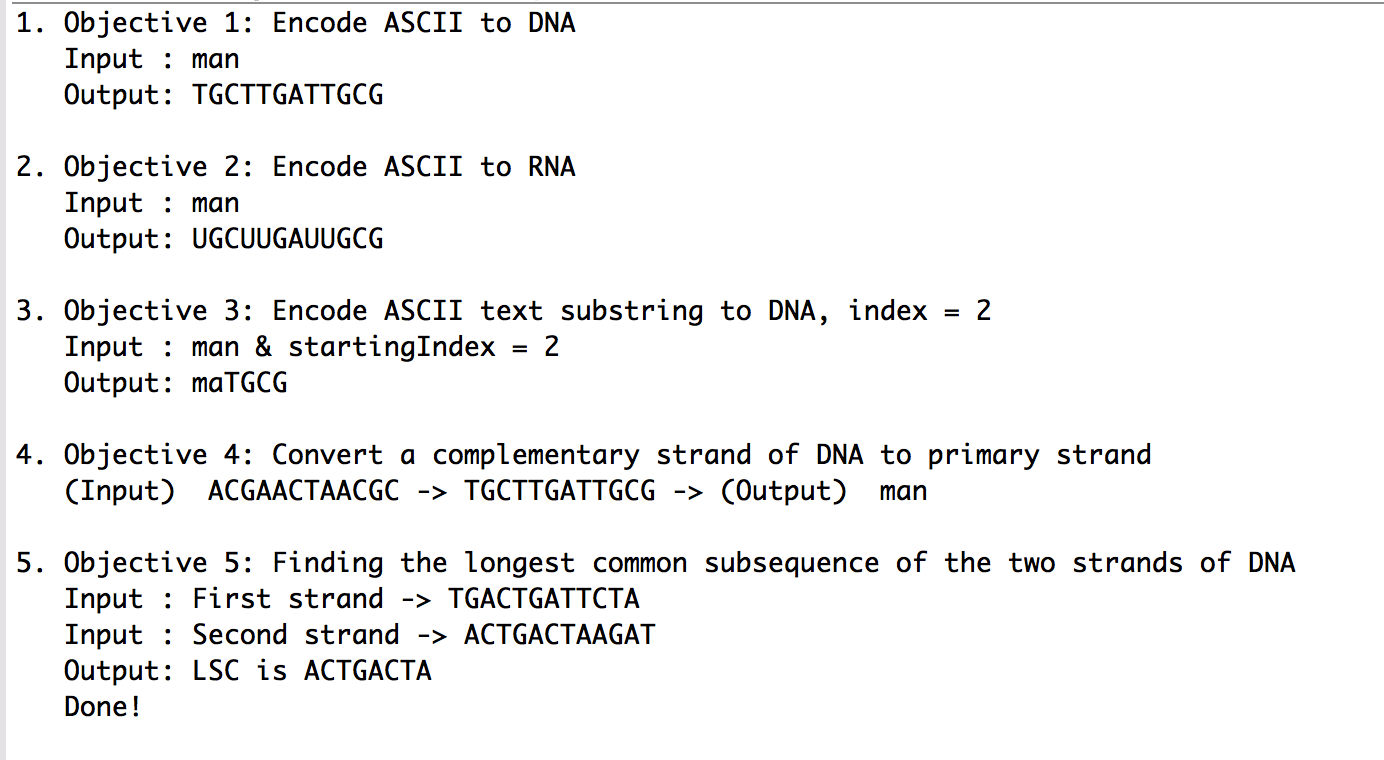 1. Objective 1: Encode ASCII to DNA
Input : man
Output: TGCTTGATTGCG
2. Objective 2: Encode ASCII to RNA
Input : man
Output: UGCUUGAUUGCG
3. Objective 3: Encode ASCII text substring to DNA, index = 2
Input : man & startingIndex = 2
Output: maTGCG
4. Objective 4: Convert a complementary strand of DNA to primary strand
(Input)  ACGAACTAACGC -> TGCTTGATTGCG -> (Output)  man
5. Objective 5: Finding the longest common subsequence of the two strands of DNA
Input : First strand -> TGACTGATTCTA
Input : Second strand -> ACTGACTAAGAT
Output: LSC is ACTGACTA
Done!